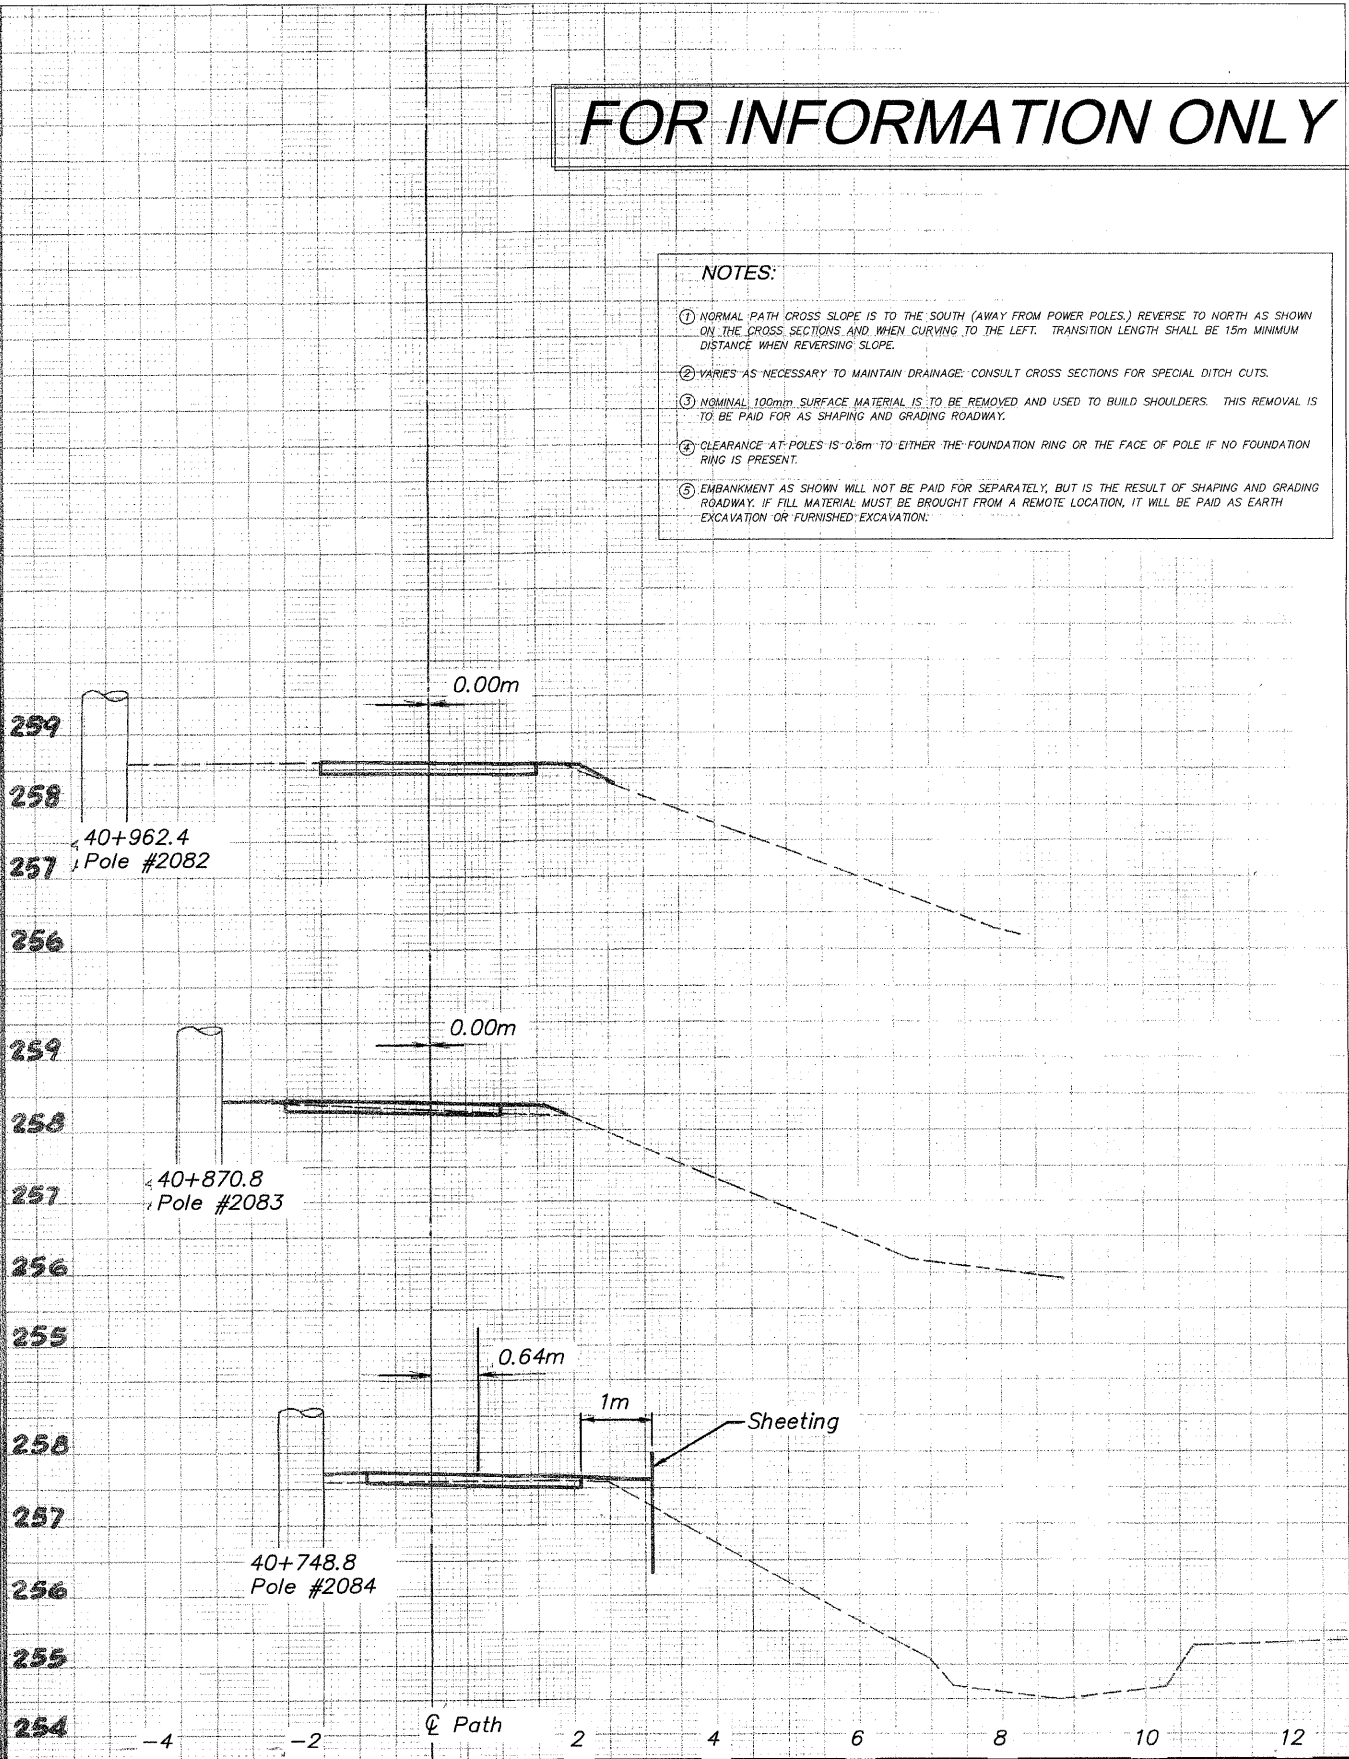 FOR INFORMATION ONLY
NOTES:
① NORMAL PATH CROSS SLOPE IS TO THE SOUTH (AWAY FROM POWER POLES.) REVERSE TO NORTH AS SHOWN
ON THE CROSS SECTIONS AND WHEN CURVING TO THE LEFT. TRANSITION LENGTH SHALL BE 15m MINIMUM
DISTANCE WHEN REVERSING SLOPE.
② VARIES AS NECESSARY TO MAINTAIN DRAINAGE. CONSULT CROSS SECTIONS FOR SPECIAL DITCH CUTS.
③ NOMINAL 100mm SURFACE MATERIAL IS TO BE REMOVED AND USED TO BUILD SHOULDERS. THIS REMOVAL IS
TO BE PAID FOR AS SHAPING AND GRADING ROADWAY.
④ CLEARANCE AT POLES IS 0.6m TO EITHER THE FOUNDATION RING OR THE FACE OF POLE IF NO FOUNDATION
RING IS PRESENT.
⑤ EMBANKMENT AS SHOWN WILL NOT BE PAID FOR SEPARATELY, BUT IS THE RESULT OF SHAPING AND GRADING
ROADWAY. IF FILL MATERIAL MUST BE BROUGHT FROM A REMOTE LOCATION, IT WILL BE PAID AS EARTH
EXCAVATION OR FURNISHED EXCAVATION.
0.00m
259
258
40+962.4
Pole #2082
257
256
0.00m
259
258
40+870.8
Pole #2083
257
256
255
0.64m
1m
Sheeting
258
257
40+748.8
Pole #2084
256
255
254
-4 -2 ℄ Path 2 4 6 8 10 12